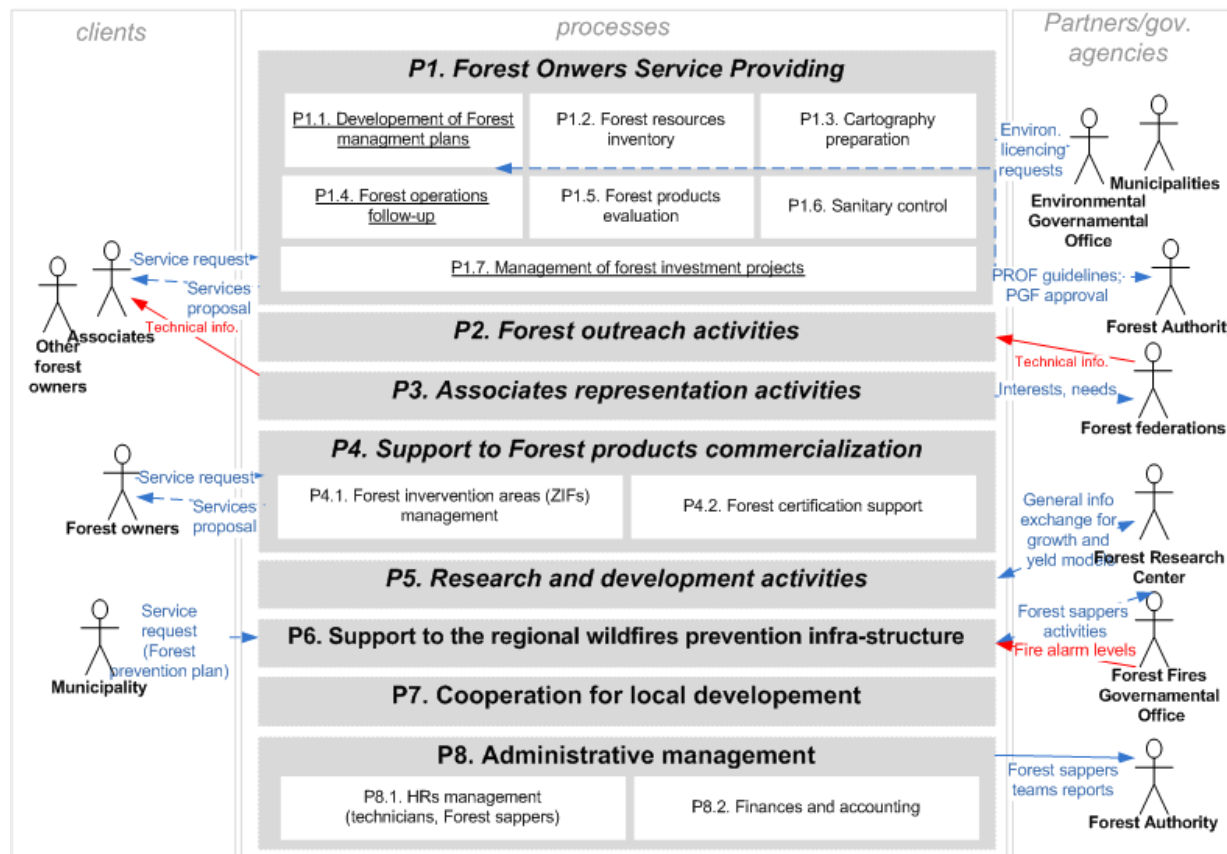 clients
processes
Partners/gov.
agencies
P1. Forest Onwers Service Providing
P1.1. Developement of Forest
managment plans
P1.2. Forest resources
inventory
P1.3. Cartography
preparation
P1.4. Forest operations
follow-up
P1.5. Forest products
evaluation
P1.6. Sanitary control
P1.7. Management of forest investment projects
Environ.
licencing
requests
Municipalities
Environmental
Governamental
Office
Service request
Services
proposal
Technical info.
Associates
Other
forest
owners
PROF guidelines;
PGF approval
Forest Authorit
P2. Forest outreach activities
Technical info.
P3. Associates representation activities
Interests, needs
Forest federations
P4. Support to Forest products commercialization
P4.1. Forest invervention areas (ZIFs)
management
P4.2. Forest certification support
Service request
Services
proposal
Forest owners
General info
exchange for
growth and
yeld models
Forest Research
Center
P5. Research and development activities
P6. Support to the regional wildfires prevention infra-structure
Service
request
(Forest
prevention plan)
Municipality
Forest sappers
activities
Fire alarm levels
Forest Fires
Governamental
Office
P7. Cooperation for local developement
P8. Administrative management
P8.1. HRs management
(technicians, Forest sappers)
P8.2. Finances and accounting
Forest sappers
teams reports
Forest Authority